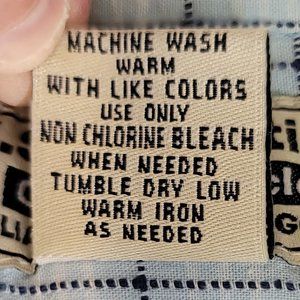 MACHINE WASH
WARM
WITH LIKE COLORS
USE ONLY
NON CHLORINE BLEACH
WHEN NEEDED
TUMBLE DRY LOW
WARM IRON
AS NEEDED